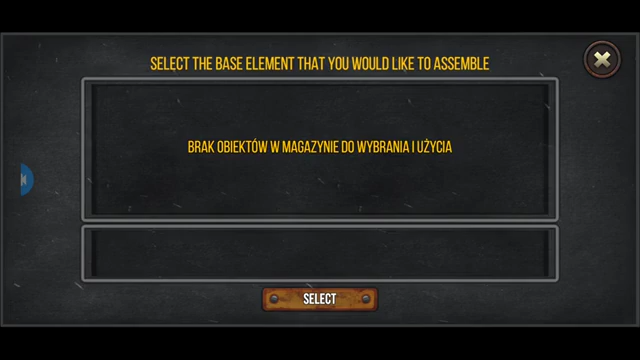 SELECT THE BASE ELEMENT THAT YOU WOULD LIKE TO ASSEMBLE
BRAK OBIEKTÓW W MAGAZYNIE DO WYBRANIA I UŻYCIA
SELECT